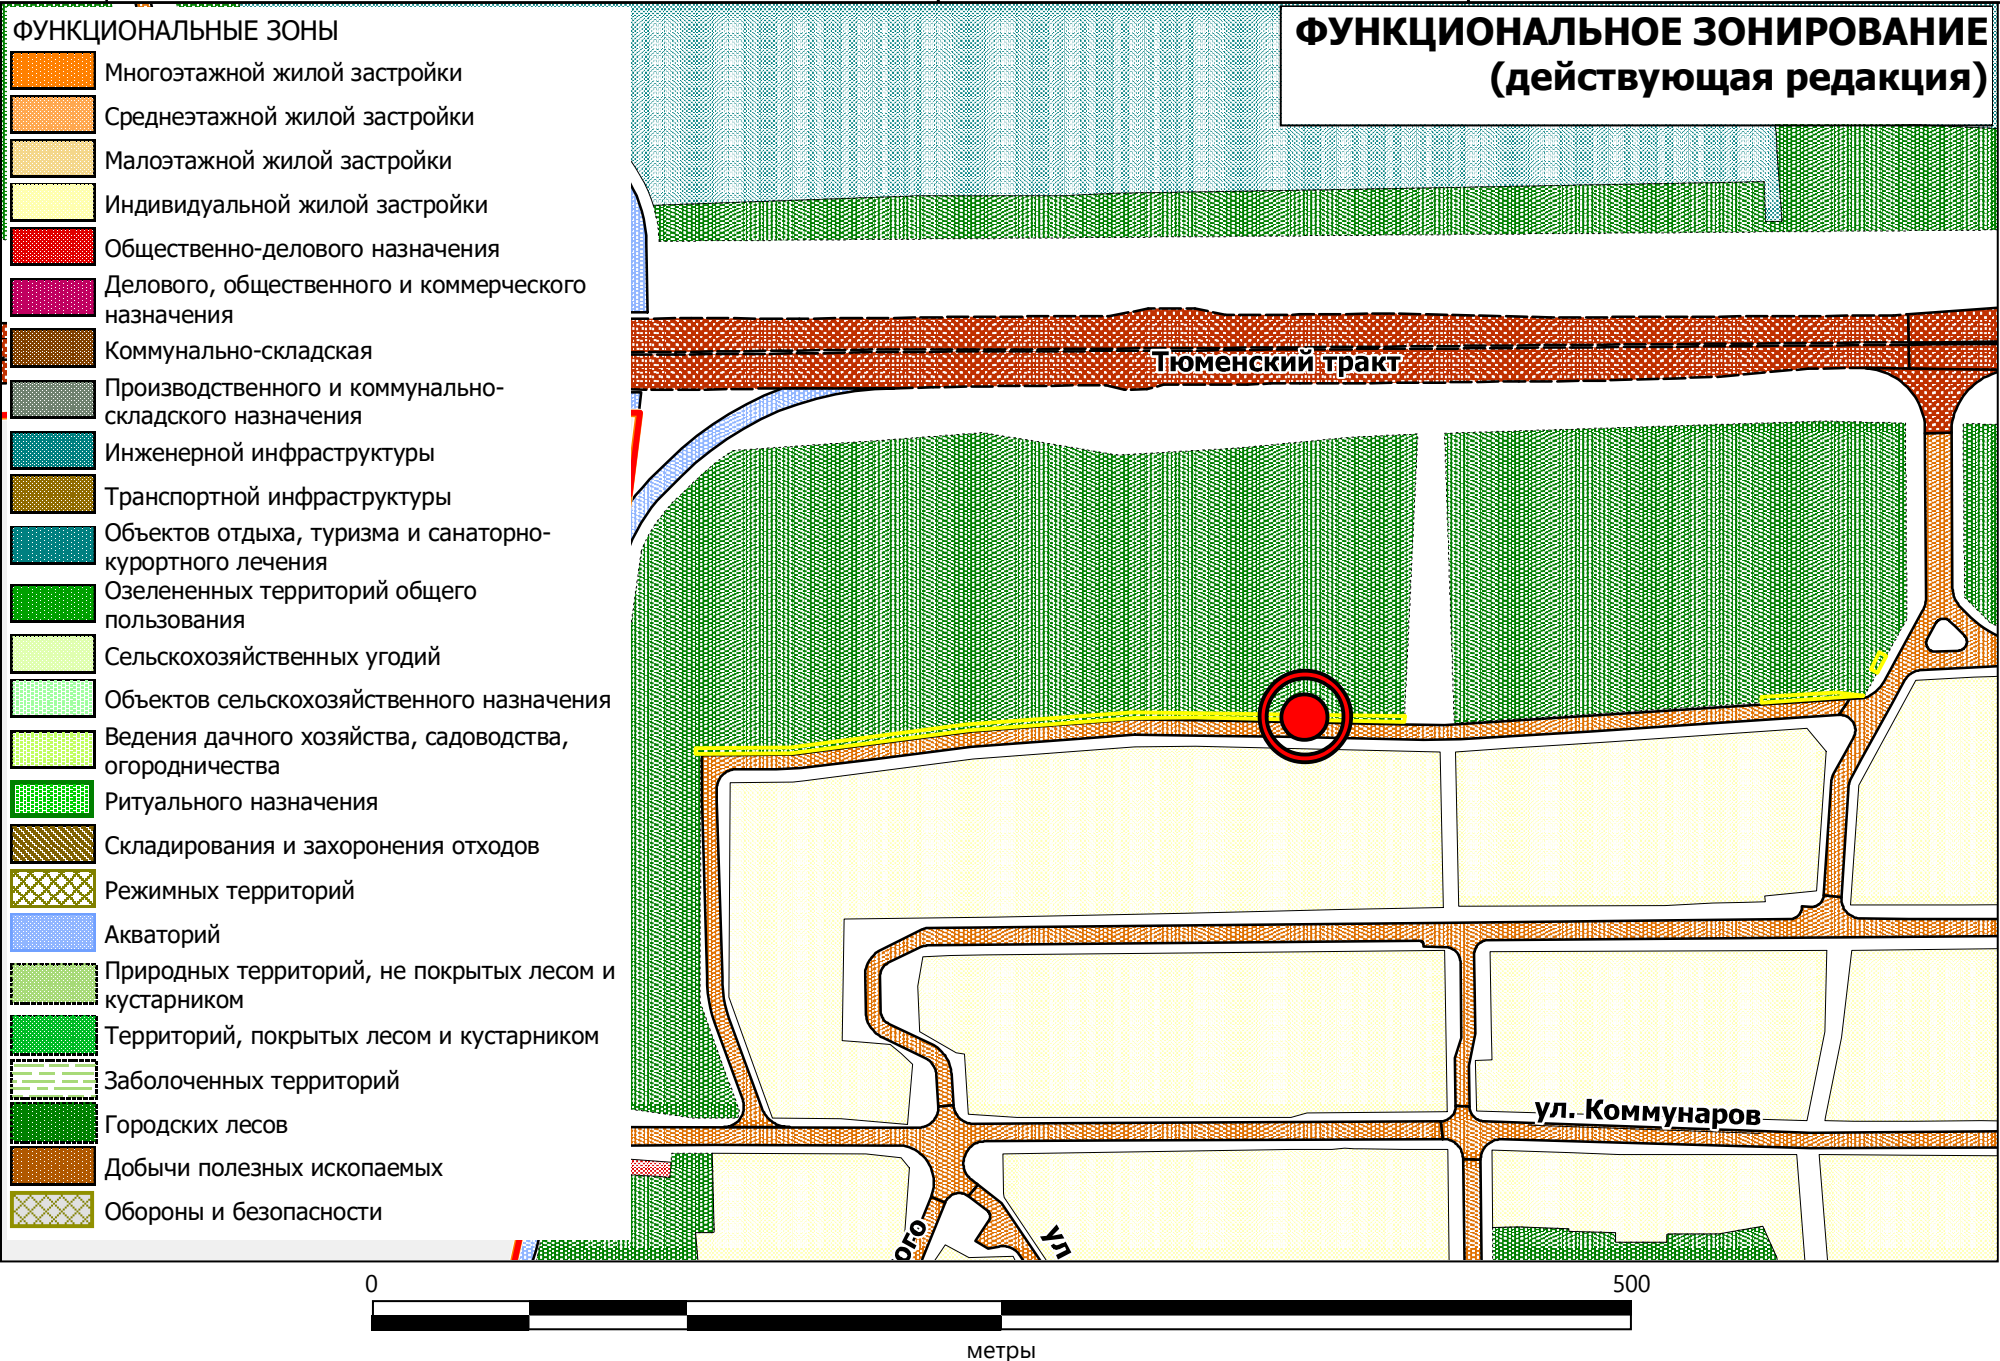 ФУНКЦИОНАЛЬНЫЕ ЗОНЫ
Многоэтажной жилой застройки
Среднеэтажной жилой застройки
Малоэтажной жилой застройки
Индивидуальной жилой застройки
Общественно-делового назначения
Делового, общественного и коммерческого
назначения
Коммунально-складская
Производственного и коммунально-
складского назначения
Инженерной инфраструктуры
Транспортной инфраструктуры
Объектов отдыха, туризма и санаторно-
курортного лечения
Озелененных территорий общего
пользования
Сельскохозяйственных угодий
Объектов сельскохозяйственного назначения
Ведения дачного хозяйства, садоводства,
огородничества
Ритуального назначения
Складирования и захоронения отходов
Режимных территорий
Акваторий
Природных территорий, не покрытых лесом и
кустарником
Территорий, покрытых лесом и кустарником
Заболоченных территорий
Городских лесов
Добычи полезных ископаемых
Обороны и безопасности
ФУНКЦИОНАЛЬНОЕ ЗОНИРОВАНИЕ
(действующая редакция)
Тюменский тракт
ул. Коммунаров
ого
ул
0
500
метры